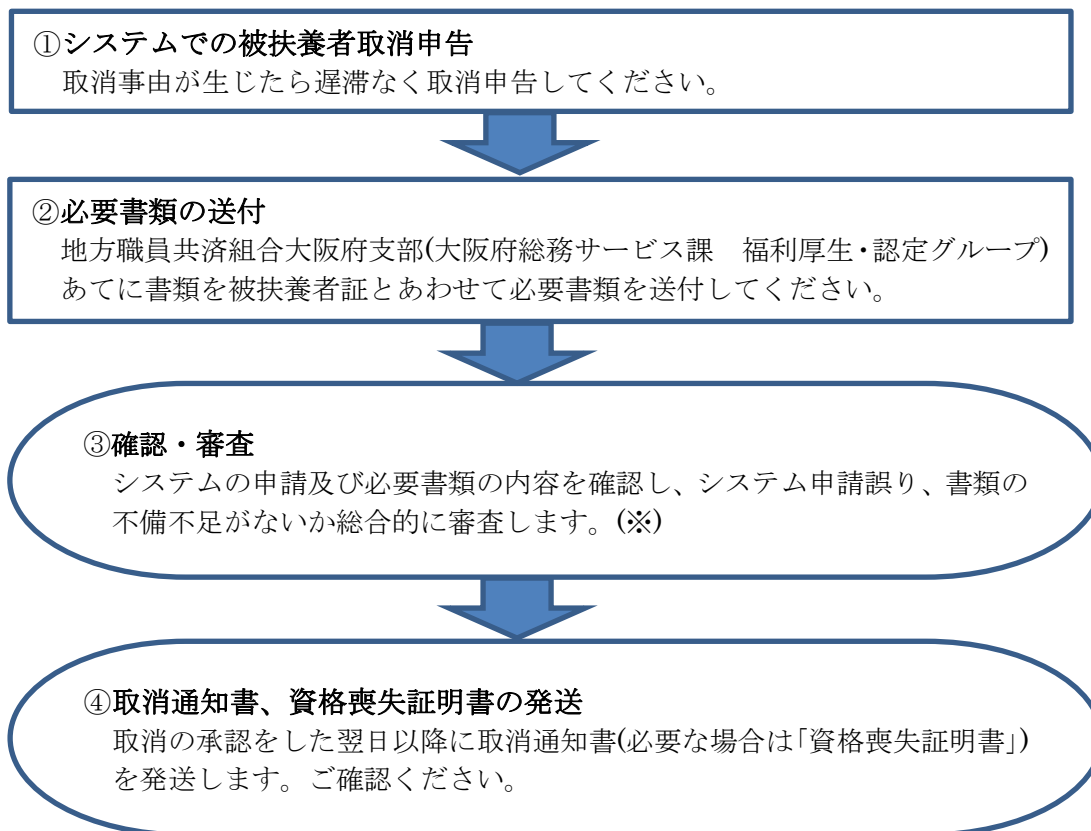 ①システムでの被扶養者取消申告
取消事由が生じたら遅滞なく取消申告してください。
②必要書類の送付
地方職員共済組合大阪府支部(大阪府総務サービス課　福利厚生・認定グループ)
あてに書類を被扶養者証とあわせて必要書類を送付してください。
③確認・審査
システムの申請及び必要書類の内容を確認し、システム申請誤り、書類の
不備不足がないか総合的に審査します。(※)
④取消通知書、資格喪失証明書の発送
取消の承認をした翌日以降に取消通知書(必要な場合は「資格喪失証明書」)
を発送します。ご確認ください。